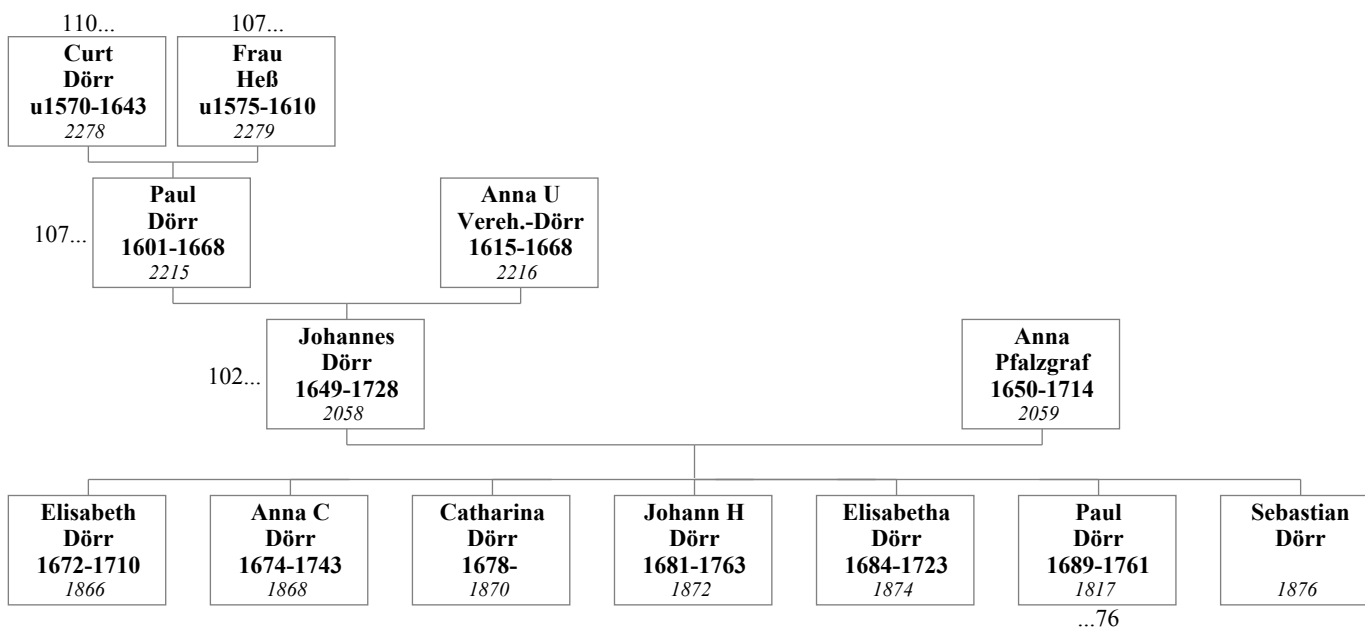 110...
107...
Curt
Dörr
u1570-1643
2278
Frau
Heß
u1575-1610
2279
107...
Paul
Dörr
1601-1668
2215
Anna U
Vereh.-Dörr
1615-1668
2216
102...
Johannes
Dörr
1649-1728
2058
Anna
Pfalzgraf
1650-1714
2059
Elisabeth
Dörr
1672-1710
1866
Anna C
Dörr
1674-1743
1868
Catharina
Dörr
1678-
1870
Johann H
Dörr
1681-1763
1872
Elisabetha
Dörr
1684-1723
1874
Paul
Dörr
1689-1761
1817
...76
Sebastian
Dörr
1876